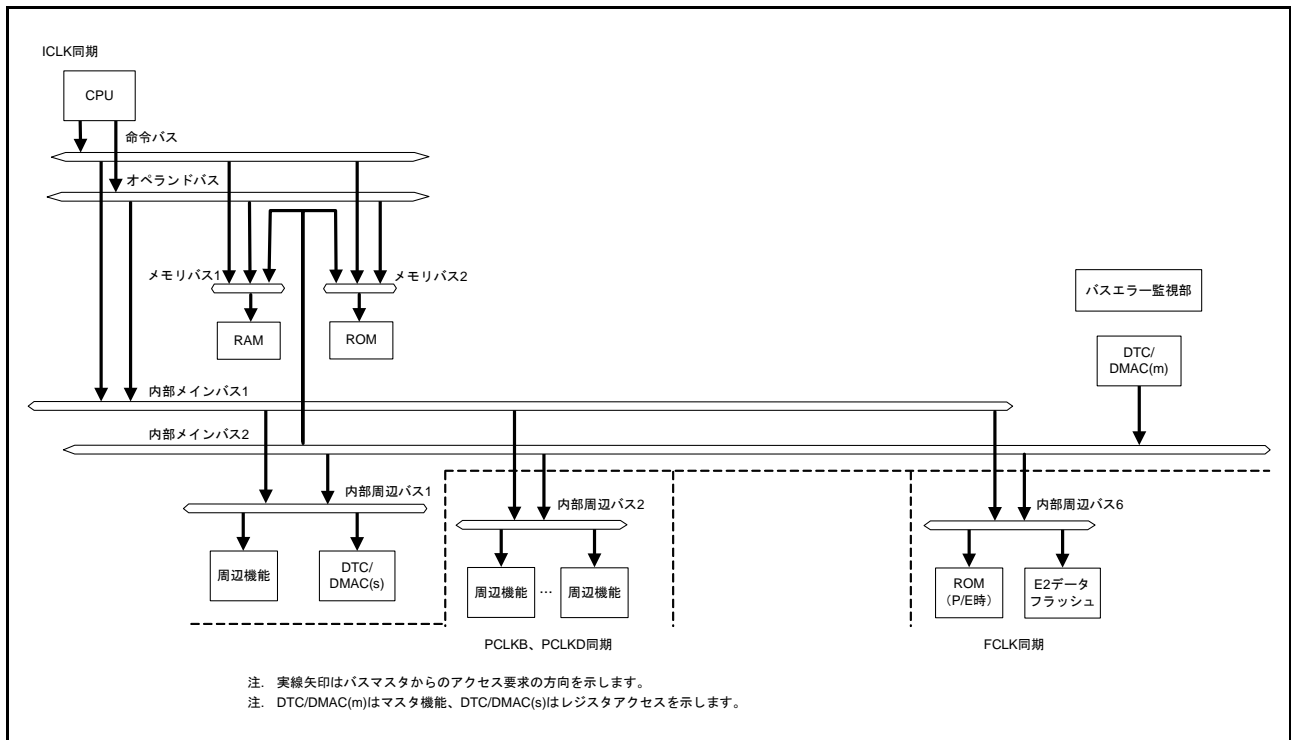 ICLK同期
CPU
命令バス
オペランドバス
メモリバス1
メモリバス2
バスエラー監視部
RAM
ROM
DTC/
DMAC(m)
内部メインバス1
内部メインバス2
内部周辺バス1
内部周辺バス2
内部周辺バス6
周辺機能
DTC/
DMAC(s)
周辺機能
…
周辺機能
ROM
（P/E時）
E2データ
フラッシュ
PCLKB、PCLKD同期
FCLK同期
注. 実線矢印はバスマスタからのアクセス要求の方向を示します。
注. DTC/DMAC(m)はマスタ機能、DTC/DMAC(s)はレジスタアクセスを示します。